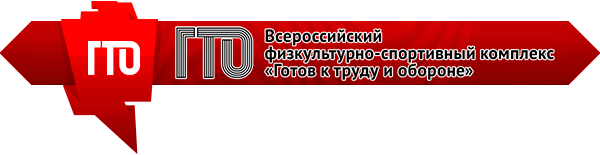 ГТО
ГТО
Всероссийский
физкультурно-спортивный комплекс
«Готов к труду и обороне»